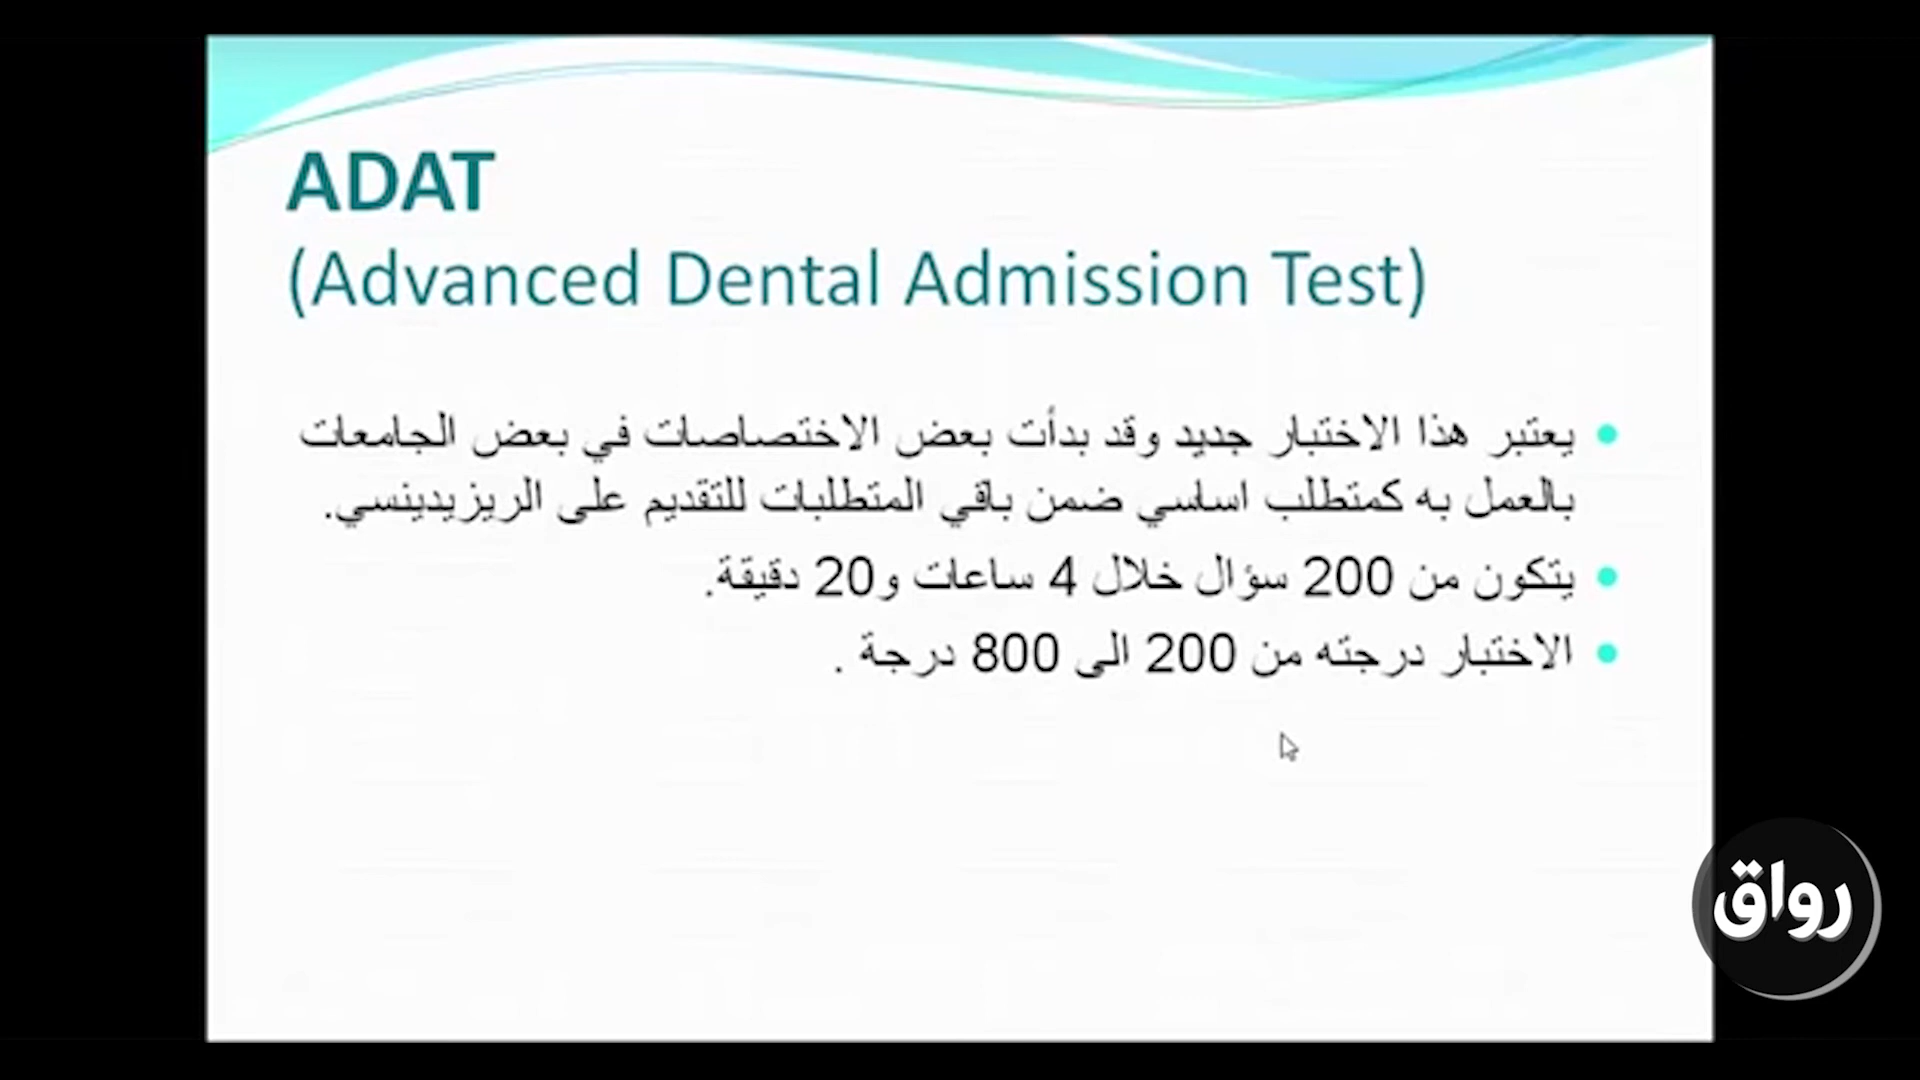 ADAT
(Advanced Dental Admission Test)
يعتبر هذا الاختبار جديد وقد بدأت بعض الاختصاصات في بعض الجامعات
بالعمل به كمتطلب اساسي ضمن باقي المتطلبات للتقديم على الريزيدينسي.
يتكون من 200 سؤال خلال 4 ساعات و20 دقيقة.
الاختبار درجته من 200 الى 800 درجة .
رواق